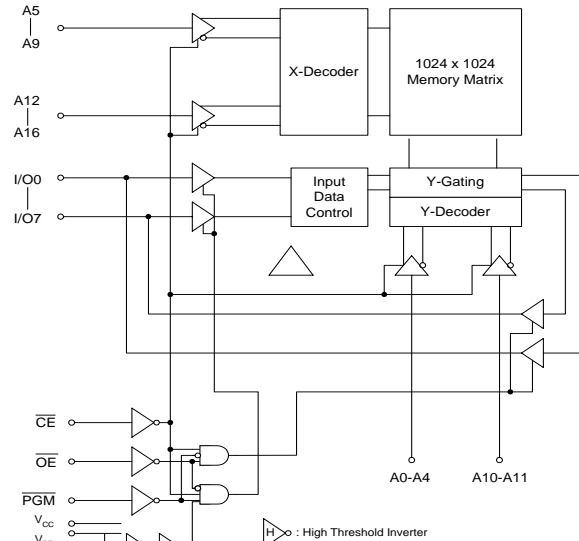 A5
A9
X-Decoder
1024 x 1024
Memory Matrix
A12
A16
I/O0
I/O7
Input
Data
Control
Y-Gating
Y-Decoder
CE
OE
PGM
A0-A4
A10-A11
VCC
H : High Threshold Inverter